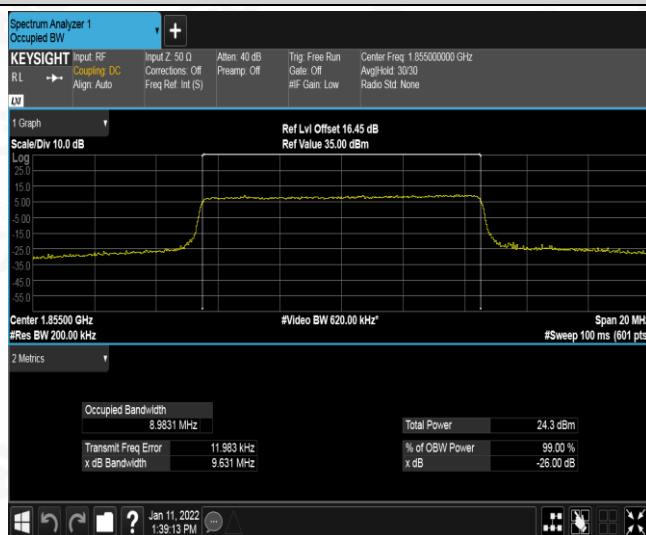 Spectrum Analyzer 1
Occupied BW
+
KEYSIGHT
R L
LXI
Input: RF
Coupling: DC
Align: Auto
Input Z: 50 Ω
Corrections: Off
Freq Ref: Int (S)
Atten: 40 dB
Preamp: Off
Trig: Free Run
Gate: Off
#IF Gain: Low
Center Freq: 1.855000000 GHz
Avg|Hold: 30/30
Radio Std: None
1 Graph
Scale/Div 10.0 dB
Ref Lvl Offset 16.45 dB
Ref Value 35.00 dBm
Log
25.0
15.0
5.00
-5.00
-15.0
-25.0
-35.0
-45.0
-55.0
Center 1.85500 GHz
#Res BW 200.00 kHz
#Video BW 620.00 kHz*
Span 20 MH
#Sweep 100 ms (601 pts
2 Metrics
Occupied Bandwidth
8.9831 MHz
Transmit Freq Error 11.983 kHz
x dB Bandwidth 9.631 MHz
Total Power 24.3 dBm
% of OBW Power 99.00 %
x dB -26.00 dB
?
Jan 11, 2022
1:39:13 PM